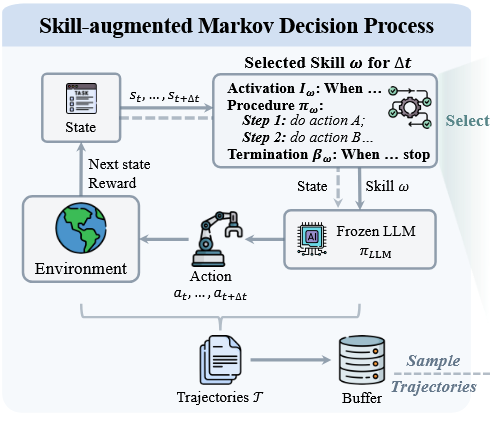 Skill-augmented Markov Decision Process
Selected Skill ω for Δt
TASK
State
s_t, ..., s_{t+Δt}
Activation I_ω: When ...
Procedure π_ω:
Step 1: do action A;
Step 2: do action B...
Termination β_ω: When ... stop
Select
Next state
Reward
State
Skill ω
Environment
Action
a_t, ..., a_{t+Δt}
AI
Frozen LLM
π_LLM
Trajectories 𝒯
Buffer
Sample
Trajectories